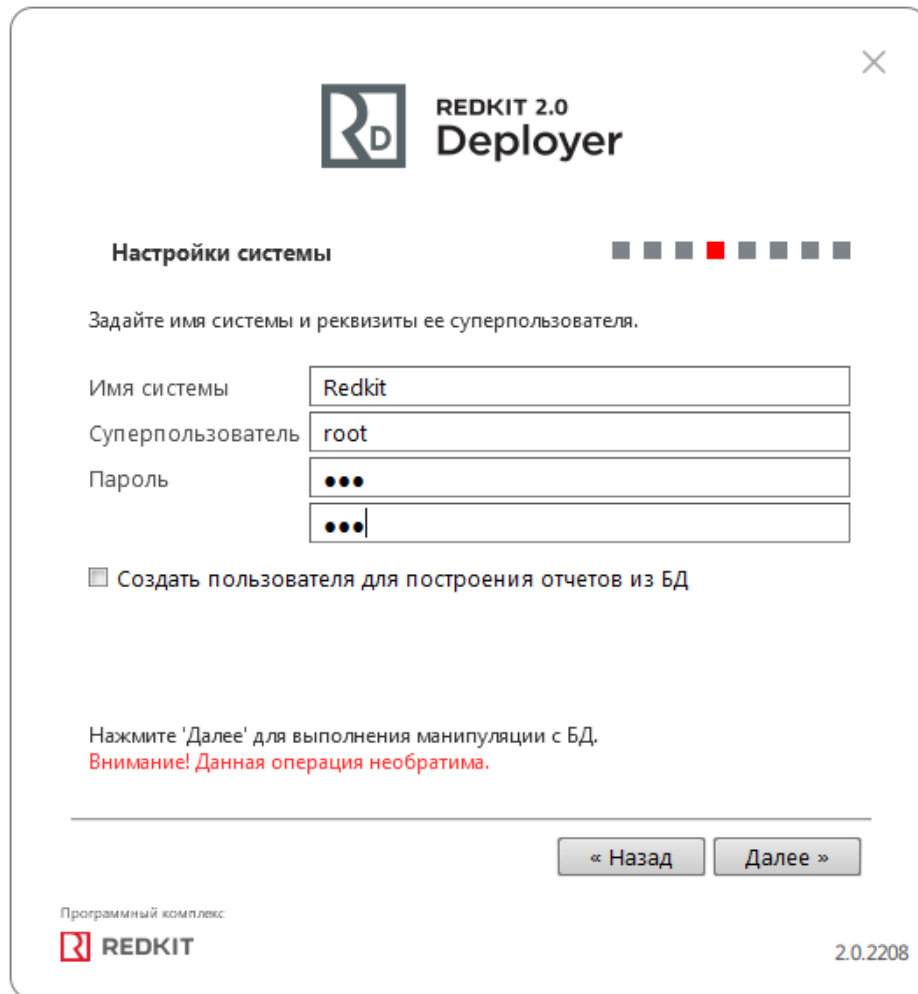 REDKIT 2.0
Deployer
Настройки системы
Задайте имя системы и реквизиты ее суперпользователя.
Имя системы Redkit
Суперпользователь root
Пароль ●●●
●●●
Создать пользователя для построения отчетов из БД
Нажмите 'Далее' для выполнения манипуляции с БД.
Внимание! Данная операция необратима.
« Назад Далее »
Программный комплекс
REDKIT
2.0.2208